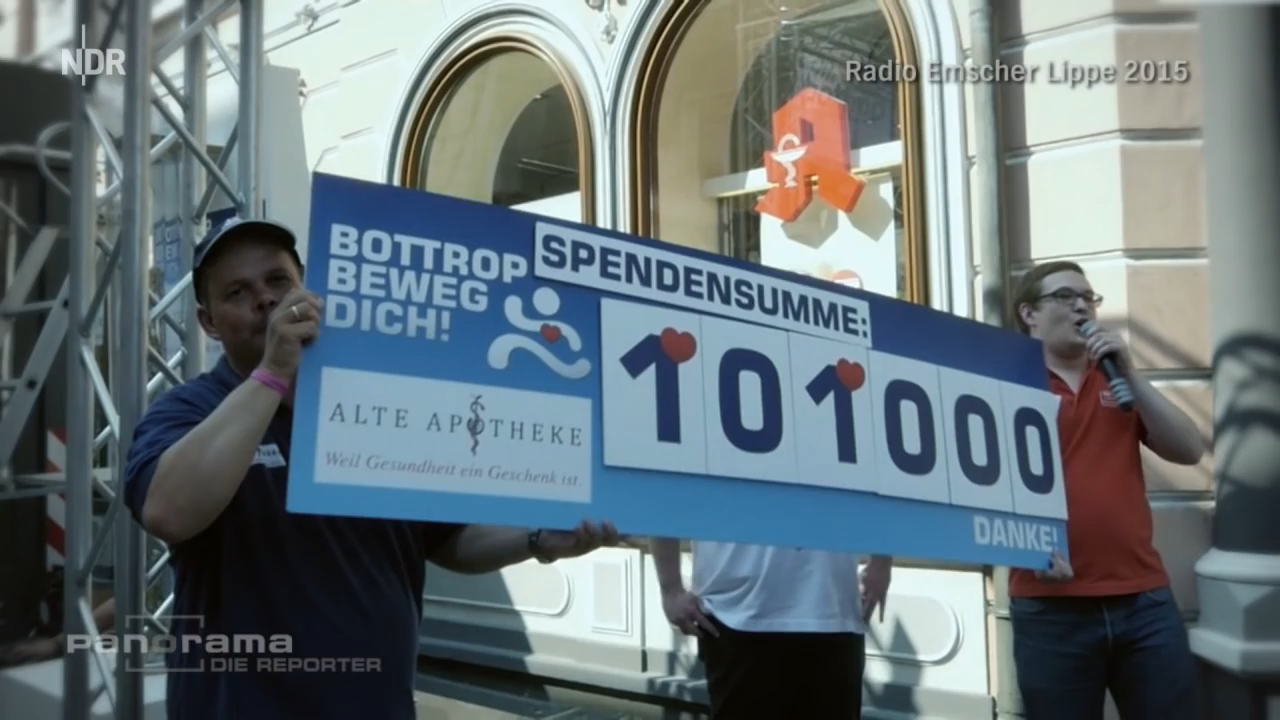 NDR
Radio Emscher Lippe 2015
BOTTROP
BEWEG
DICH!
SPENDENSUMME:
101000
ALTE APOTHEKE
Weil Gesundheit ein Geschenk ist.
DANKE!
panorama
DIE REPORTER